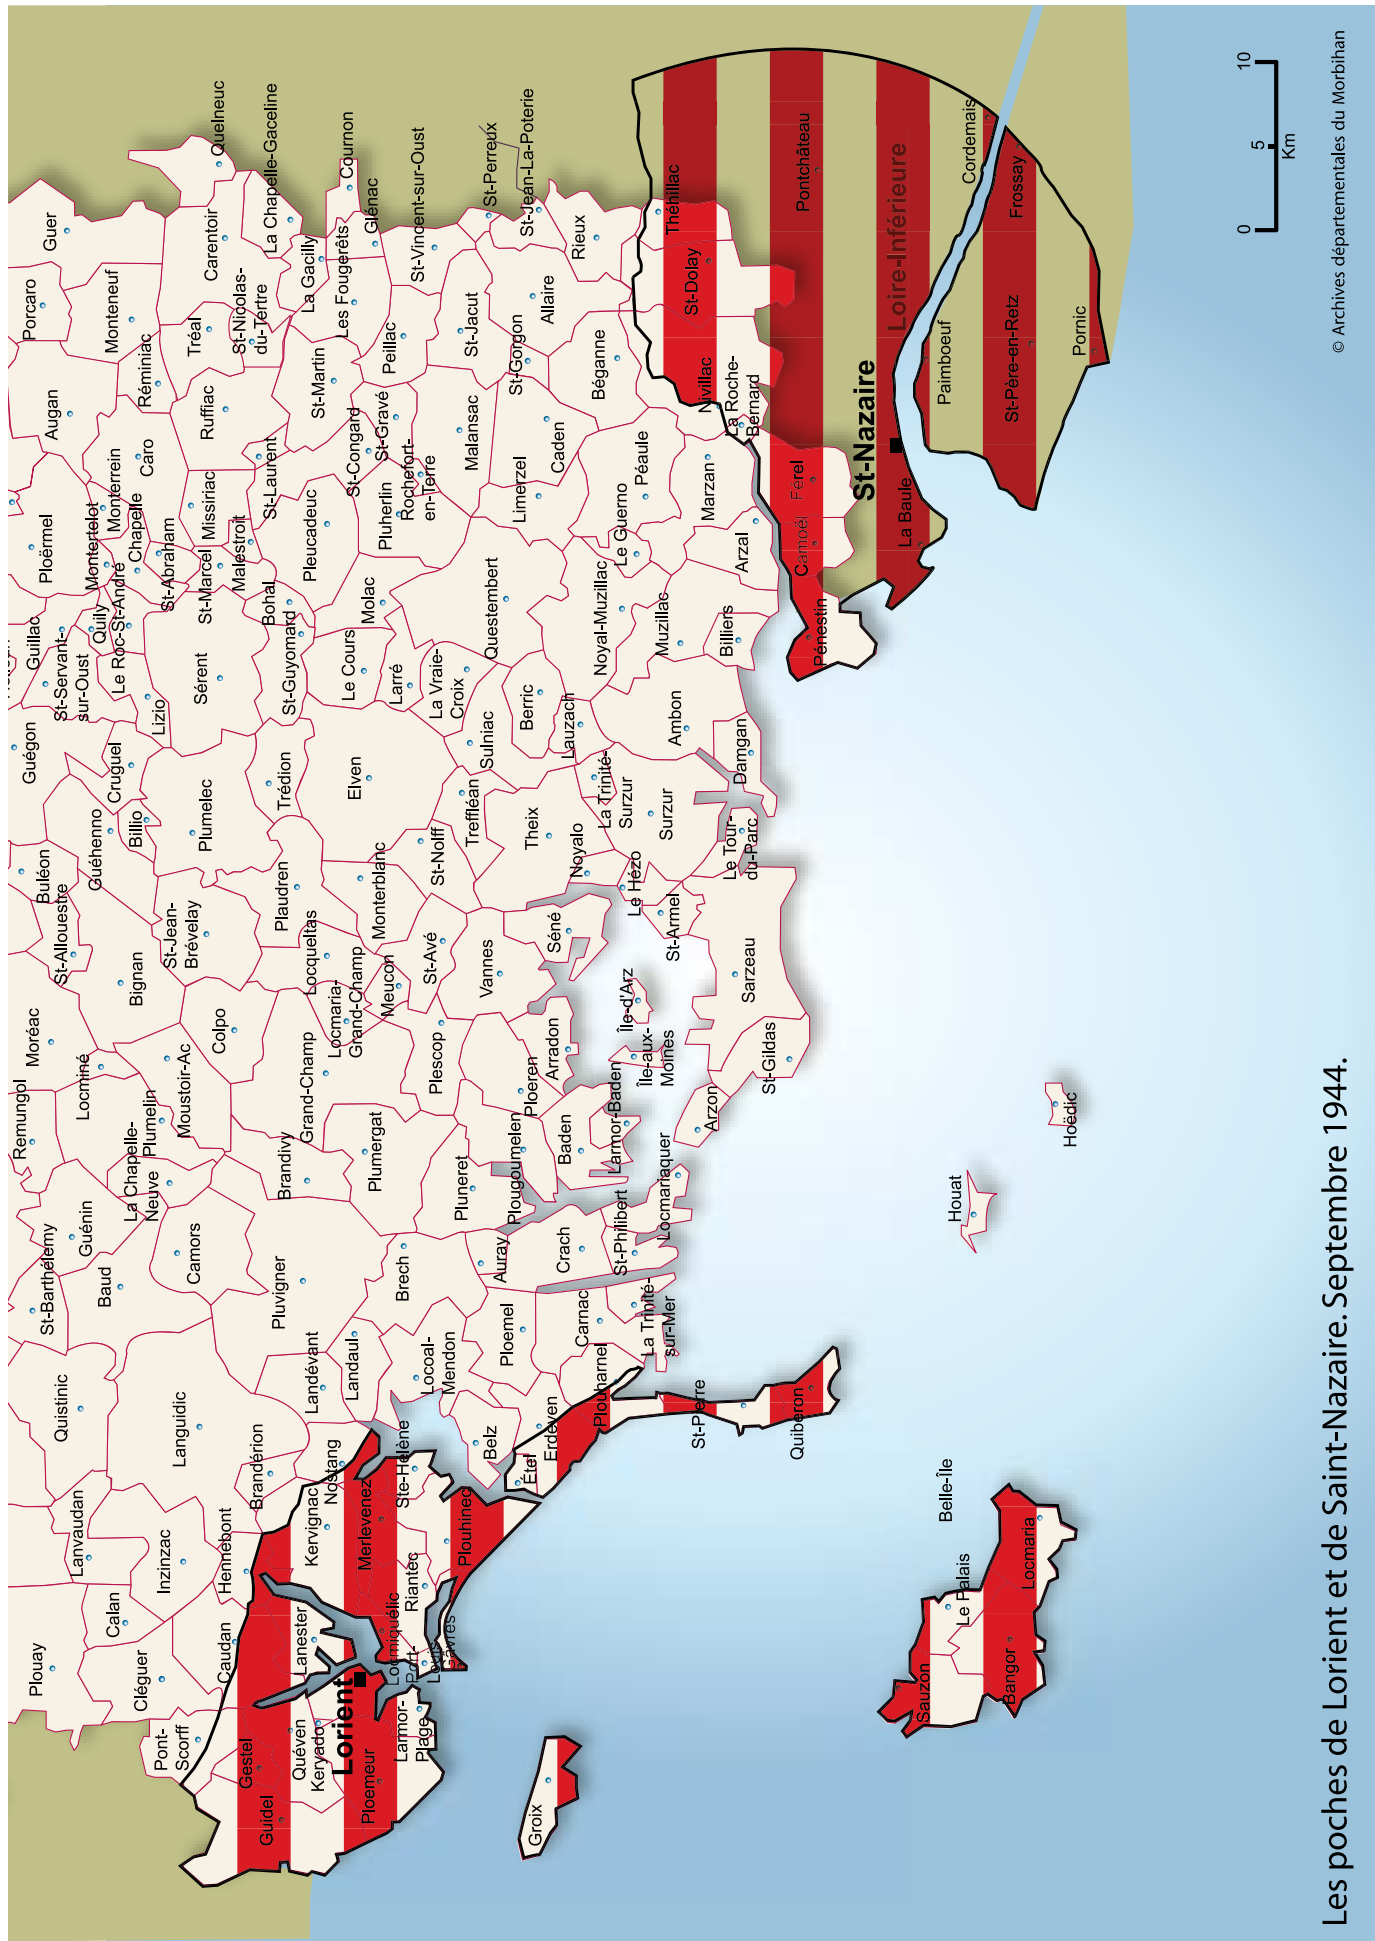 Plouay
Lanvaudan
Quistinic
St-Barthélemy
Remungol
Moréac
St-Allouestre
Buléon
Guégon
Guillac
St-Servant-
sur-Oust
Ploërmel
Augan
Porcaro
Guer
Calan
Cléguer
Inzinzac
Languidic
Baud
Guénin
Locminé
Bignan
Guéhenno
Cruguel
Billio
Lizio
Quily
Le Roc-St-André
Montertelot
Monterrein
Chapelle
Caro
Réminiac
Monteneuf
Quelneuc
Pont-
Scorff
Caudan
Hennebont
Brandérion
Camors
La Chapelle-
Neuve
Plumelin
Moustoir-Ac
Colpo
St-Jean-
Brévelay
Plumelec
Sérent
St-Abraham
St-Marcel
Missiriac
Malestroit
Ruffiac
Tréal
St-Nicolas-
du-Tertre
Carentoir
La Chapelle-Gaceline
Gestel
Guidel
Quéven
Keryado
Lanester
Kervignac
Nostang
Landévant
Pluvigner
Brandivy
Grand-Champ
Locmaria-
Grand-Champ
Locqueltas
Plaudren
Trédion
St-Guyomard
Bohal
Pleucadeuc
St-Laurent
St-Congard
St-Martin
Les Fougerêts
La Gacilly
Cournon
Glénac
Lorient
Ploemeur
Larmor-
Plage
Locmiquélic
Port-
Louis
Gâvres
Riantec
Merlevenez
Ste-Hélène
Plouhinec
Landaul
Locoal-
Mendon
Brech
Plumergat
Meucon
Monterblanc
Elven
Le Cours
Larré
Molac
Pluherlin
Rochefort-
en-Terre
St-Gravé
Peillac
St-Vincent-sur-Oust
Belz
Étel
Erdeven
Ploemel
Auray
Pluneret
Plescop
St-Avé
St-Nolff
Treffléan
Sulniac
La Vraie-
Croix
Questembert
Malansac
Limerzel
St-Jacut
St-Gorgon
St-Perreux
St-Jean-La-Poterie
Groix
Plouharnel
Carnac
Crach
Plougoumelen
Ploeren
Arradon
Vannes
Séné
Theix
Noyalo
Berric
Lauzach
Noyal-Muzillac
Le Guerno
Péaule
Caden
Béganne
Allaire
Rieux
La Trinité-
sur-Mer
St-Philibert
Locmariaquer
Baden
Larmor-Baden
Île-aux-
Moines
Île-d'Arz
Le Hézo
St-Armel
La Trinité-
Surzur
Surzur
Ambon
Muzillac
Billiers
Arzal
Marzan
La Roche-
Bernard
Nivillac
St-Dolay
Théhillac
St-Pierre
Quiberon
Arzon
St-Gildas
Sarzeau
Le Tour-
du-Parc
Damgan
Pénestin
Camoël
Férel
Pontchâteau
St-Nazaire
La Baule
Loire-Inférieure
Cordemais
Paimboeuf
Frossay
St-Père-en-Retz
Pornic
Belle-Île
Sauzon
Le Palais
Bangor
Locmaria
Houat
Hoëdic
0
5
10
Km
© Archives départementales du Morbihan
Les poches de Lorient et de Saint-Nazaire. Septembre 1944.